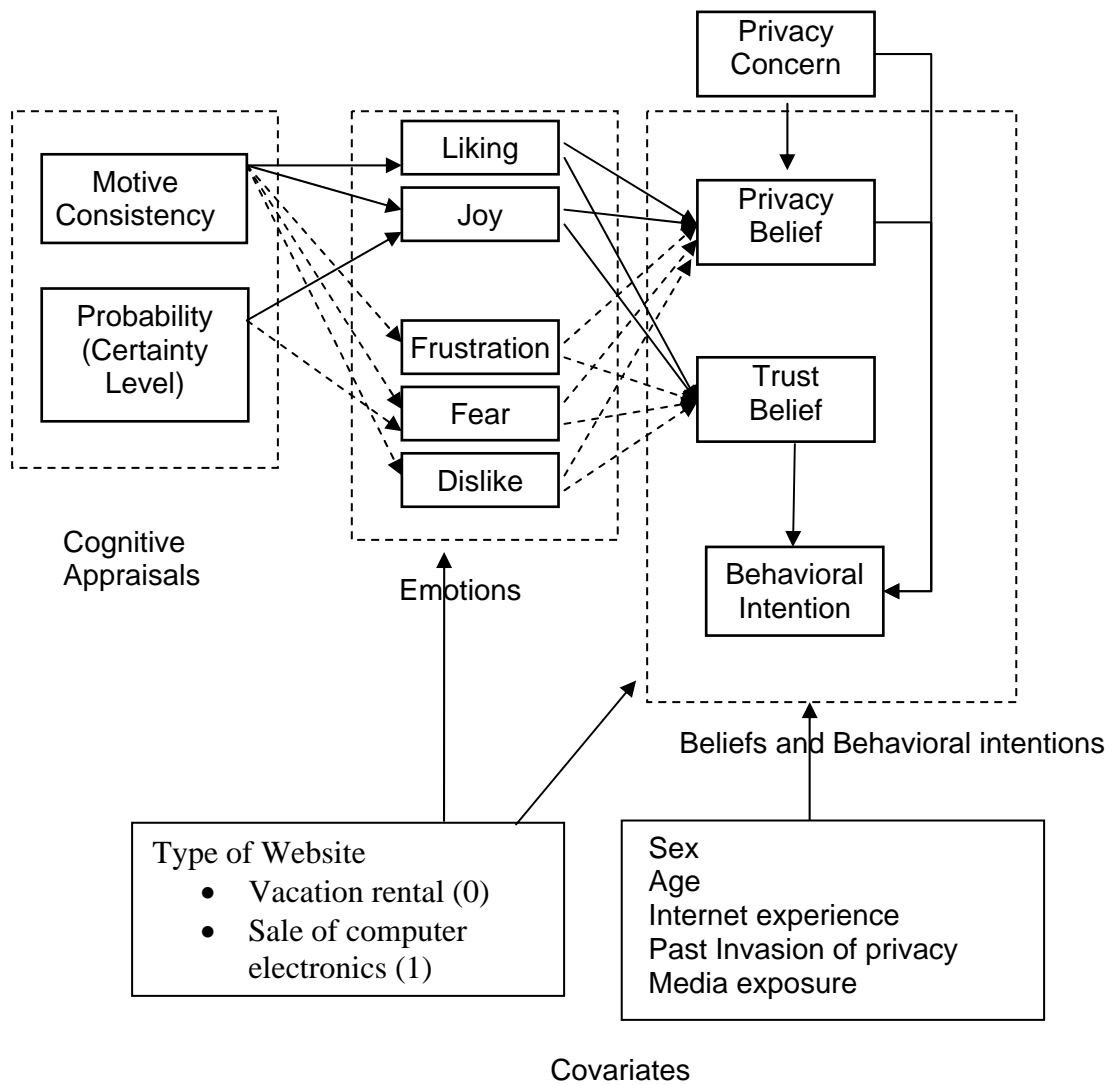 Privacy
Concern
Liking
Motive
Consistency
Joy
Privacy
Belief
Probability
(Certainty
Level)
Frustration
Fear
Dislike
Trust
Belief
Cognitive
Appraisals
Emotions
Behavioral
Intention
Beliefs and Behavioral intentions
Type of Website
• Vacation rental (0)
• Sale of computer
electronics (1)
Sex
Age
Internet experience
Past Invasion of privacy
Media exposure
Covariates